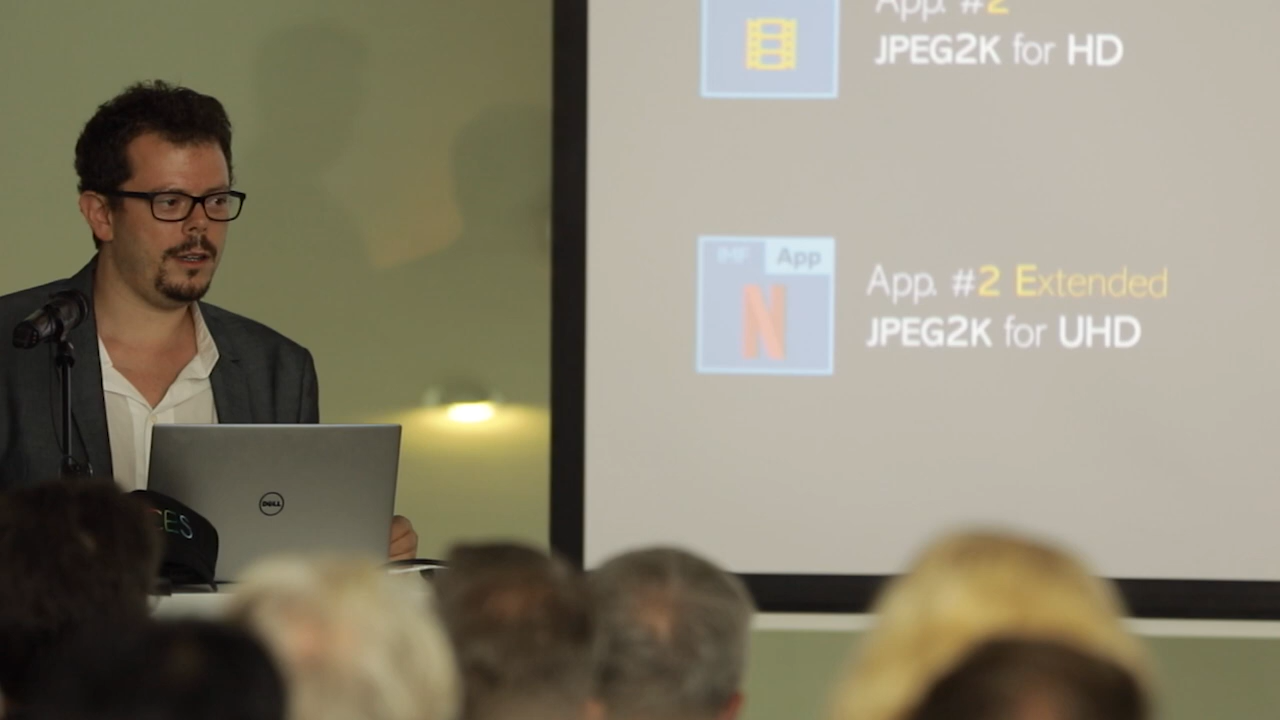 App. #2
JPEG2K for HD
IMF App
App. #2 Extended
JPEG2K for UHD
N
DELL
CES